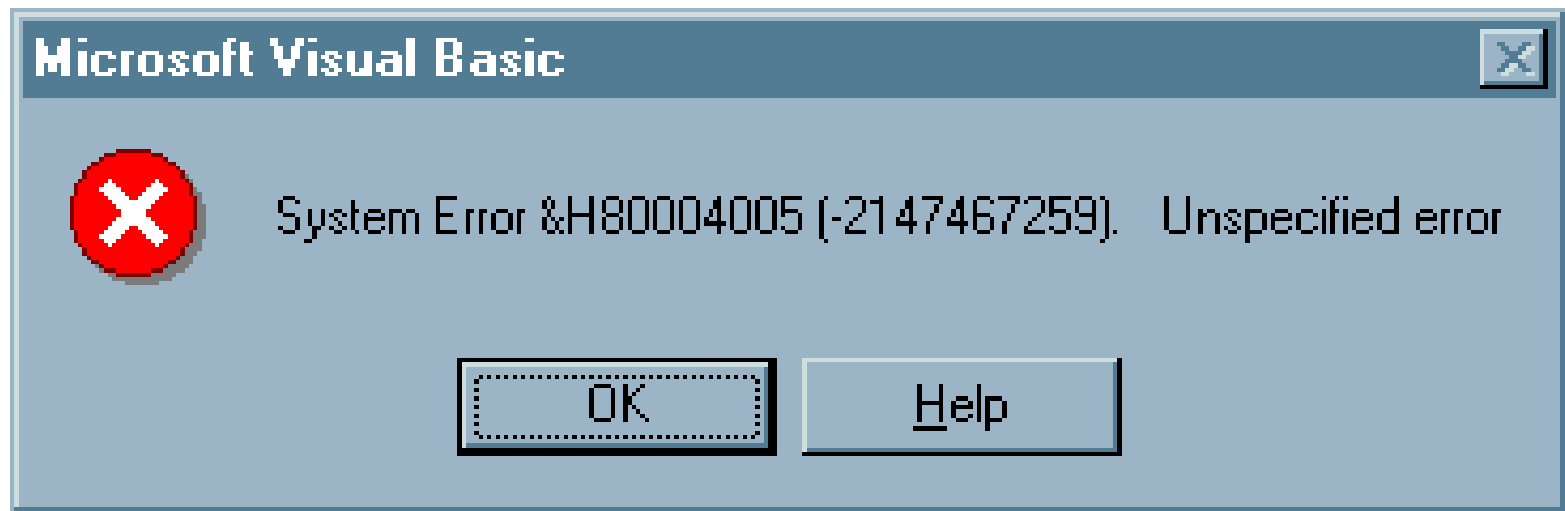 Microsoft Visual Basic
System Error &H80004005 (-2147467259).   Unspecified error
OK
Help